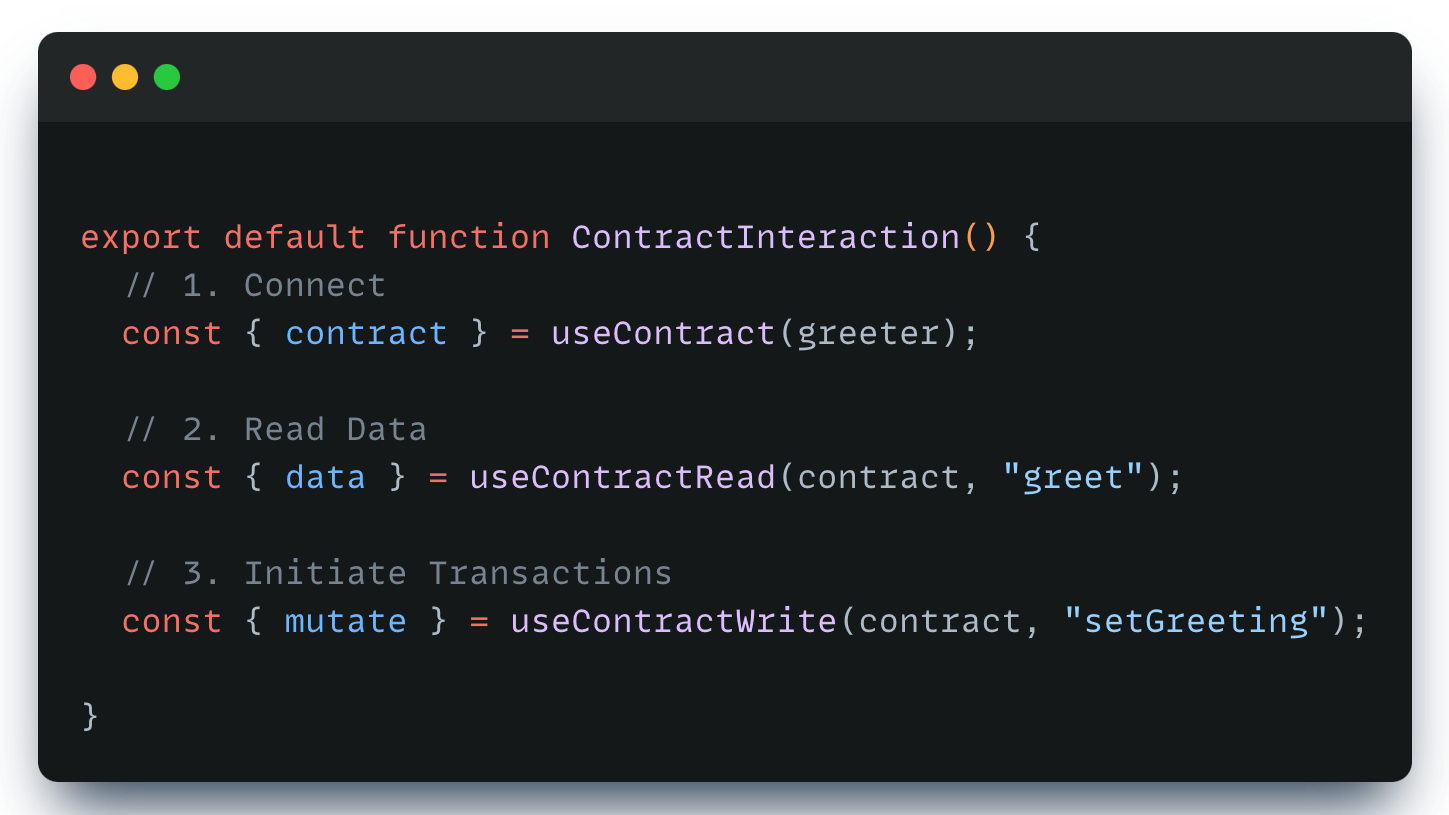 export default function ContractInteraction() {
// 1. Connect
const { contract } = useContract(greeter);
// 2. Read Data
const { data } = useContractRead(contract, "greet");
// 3. Initiate Transactions
const { mutate } = useContractWrite(contract, "setGreeting");
}